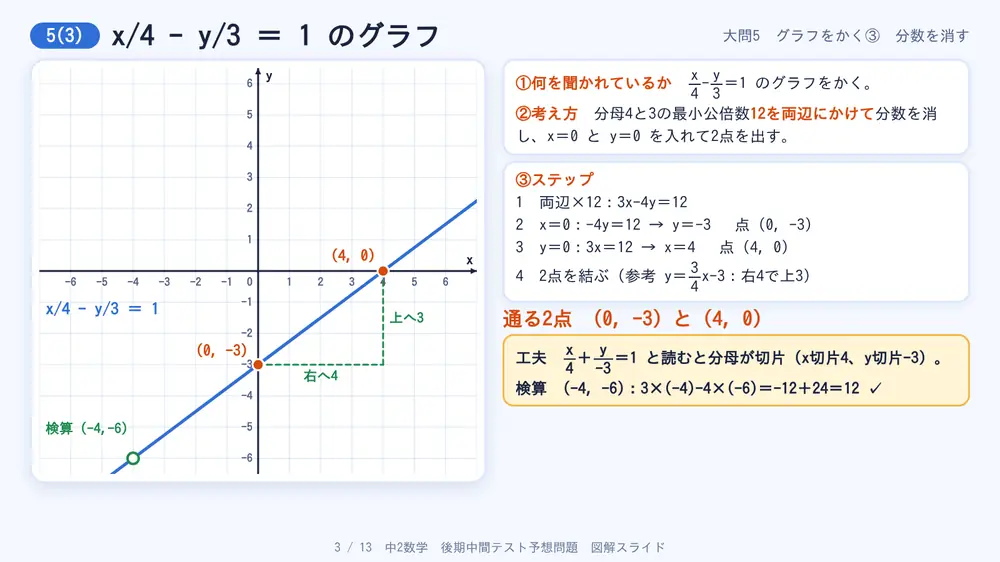 5(3) x/4 - y/3 = 1 のグラフ
大問5　グラフをかく③　分数を消す
y
6
5
4
3
2
1
(4, 0)
x
-6 -5 -4 -3 -2 -1 0 1 2 3 4 5 6
-1
x/4 - y/3 = 1
上へ3
-2
(0, -3)
-3
右へ4
-4
検算 (-4,-6)
-5
-6
①何を聞かれているか　x/4-y/3=1 のグラフをかく。
②考え方　分母4と3の最小公倍数12を両辺にかけて分数を消
し、x=0 と y=0 を入れて2点を出す。
③ステップ
1　両辺×12：3x-4y=12
2　x=0：-4y=12 → y=-3　点 (0, -3)
3　y=0：3x=12 → x=4　点 (4, 0)
4　2点を結ぶ（参考 y=3/4x-3：右4で上3）
通る2点　(0, -3) と (4, 0)
工夫　x/4+y/-3=1 と読むと分母が切片（x切片4、y切片-3）。
検算　(-4, -6)：3×(-4)-4×(-6)=-12+24=12 ✓
3 / 13　中2数学　後期中間テスト予想問題　図解スライド